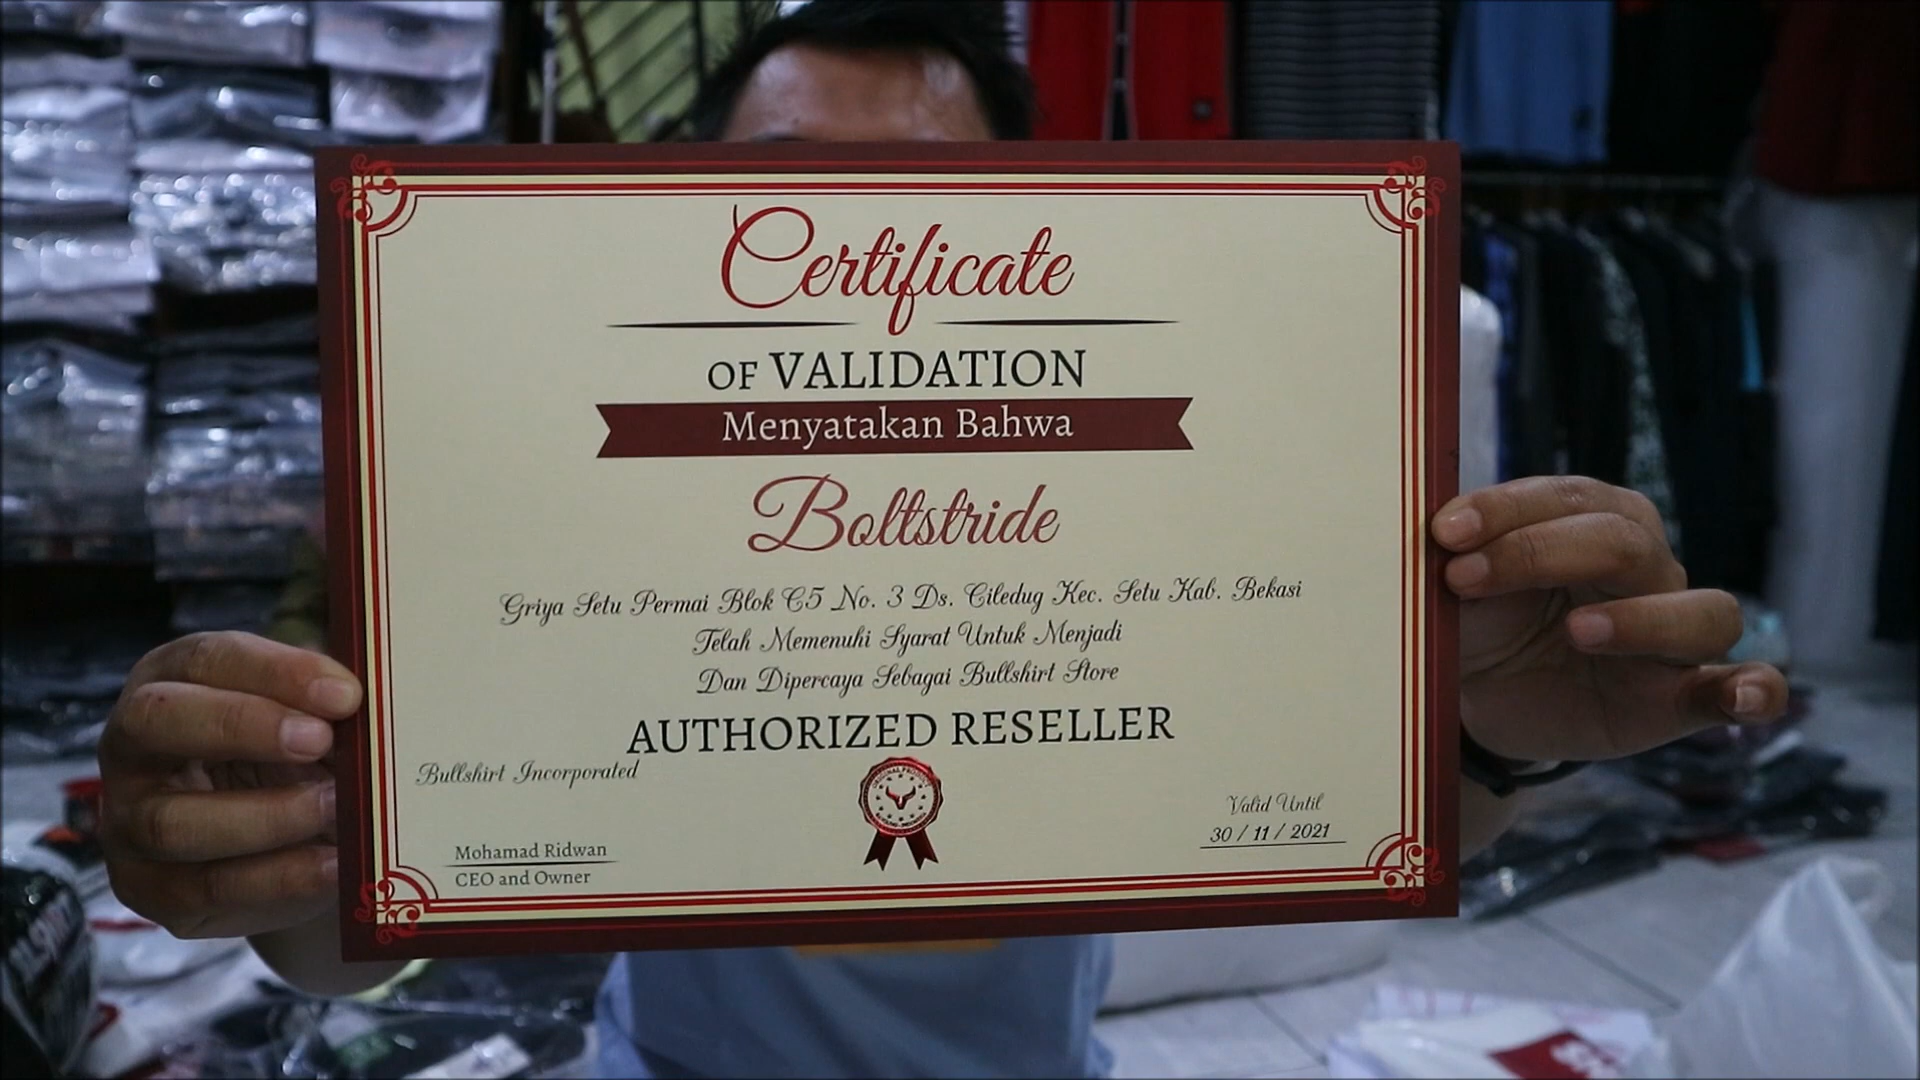 Certificate
OF VALIDATION
Menyatakan Bahwa
Boltstride
Griya Setu Permai Blok C5 No. 3 Ds. Ciledug Kec. Setu Kab. Bekasi
Telah Memenuhi Syarat Untuk Menjadi
Dan Dipercaya Sebagai Bullshirt Store
AUTHORIZED RESELLER
Bullshirt Incorporated
ORIGINAL PRODUCT
Valid Until
30 / 11 / 2021
Mohamad Ridwan
CEO and Owner